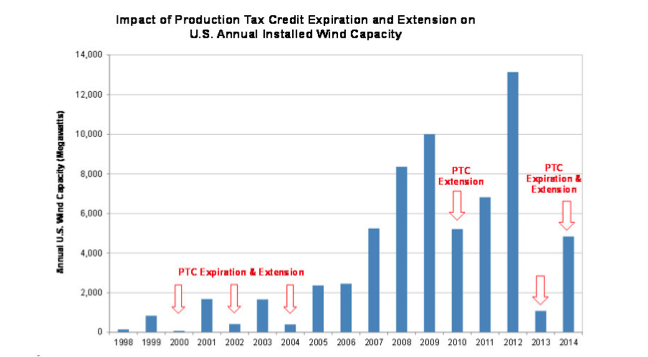 Impact of Production Tax Credit Expiration and Extension on
U.S. Annual Installed Wind Capacity
Annual U.S. Wind Capacity (Megawatts)
14,000
12,000
10,000
8,000
6,000
4,000
2,000
0
PTC Expiration & Extension
PTC
Extension
PTC
Expiration &
Extension
1998 1999 2000 2001 2002 2003 2004 2005 2006 2007 2008 2009 2010 2011 2012 2013 2014